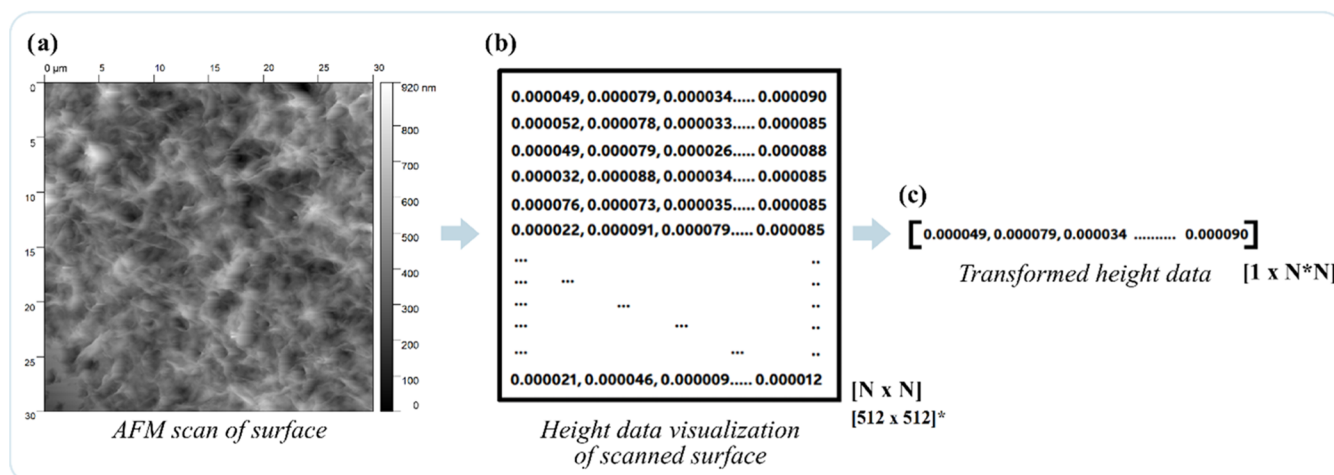 (a)
0 μm 5 10 15 20 25 30
0
5
10
15
20
25
30
920 nm
800
700
600
500
400
300
200
100
0
AFM scan of surface
(b)
0.000049, 0.000079, 0.000034..... 0.000090
0.000052, 0.000078, 0.000033..... 0.000085
0.000049, 0.000079, 0.000026..... 0.000088
0.000032, 0.000088, 0.000034..... 0.000085
0.000076, 0.000073, 0.000035..... 0.000085
0.000022, 0.000091, 0.000079..... 0.000085
... ..
... ... ..
... ... ..
... ... ..
... ... ..
0.000021, 0.000046, 0.000009..... 0.000012
[N x N]
[512 x 512]*
Height data visualization
of scanned surface
(c)
[ 0.000049, 0.000079, 0.000034 .......... 0.000090 ]
Transformed height data [1 x N*N]